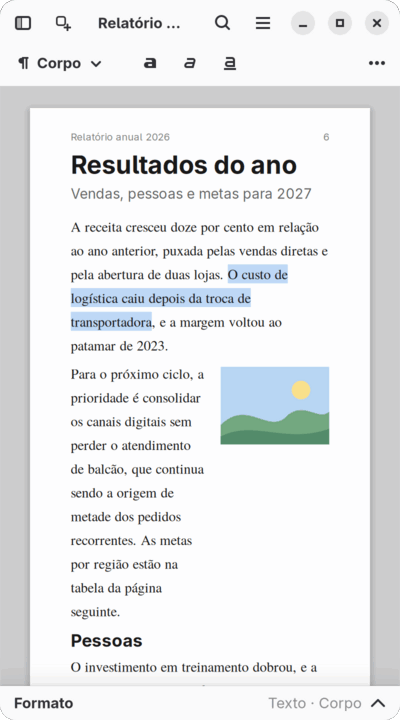 Relatório ...
Corpo
a a a
Relatório anual 2026
6
Resultados do ano
Vendas, pessoas e metas para 2027
A receita cresceu doze por cento em relação
ao ano anterior, puxada pelas vendas diretas e
pela abertura de duas lojas. O custo de
logística caiu depois da troca de
transportadora, e a margem voltou ao
patamar de 2023.
Para o próximo ciclo, a
prioridade é consolidar
os canais digitais sem
perder o atendimento
de balcão, que continua
sendo a origem de
metade dos pedidos
recorrentes. As metas
por região estão na
tabela da página
seguinte.
Pessoas
O investimento em treinamento dobrou, e a
Formato
Texto · Corpo